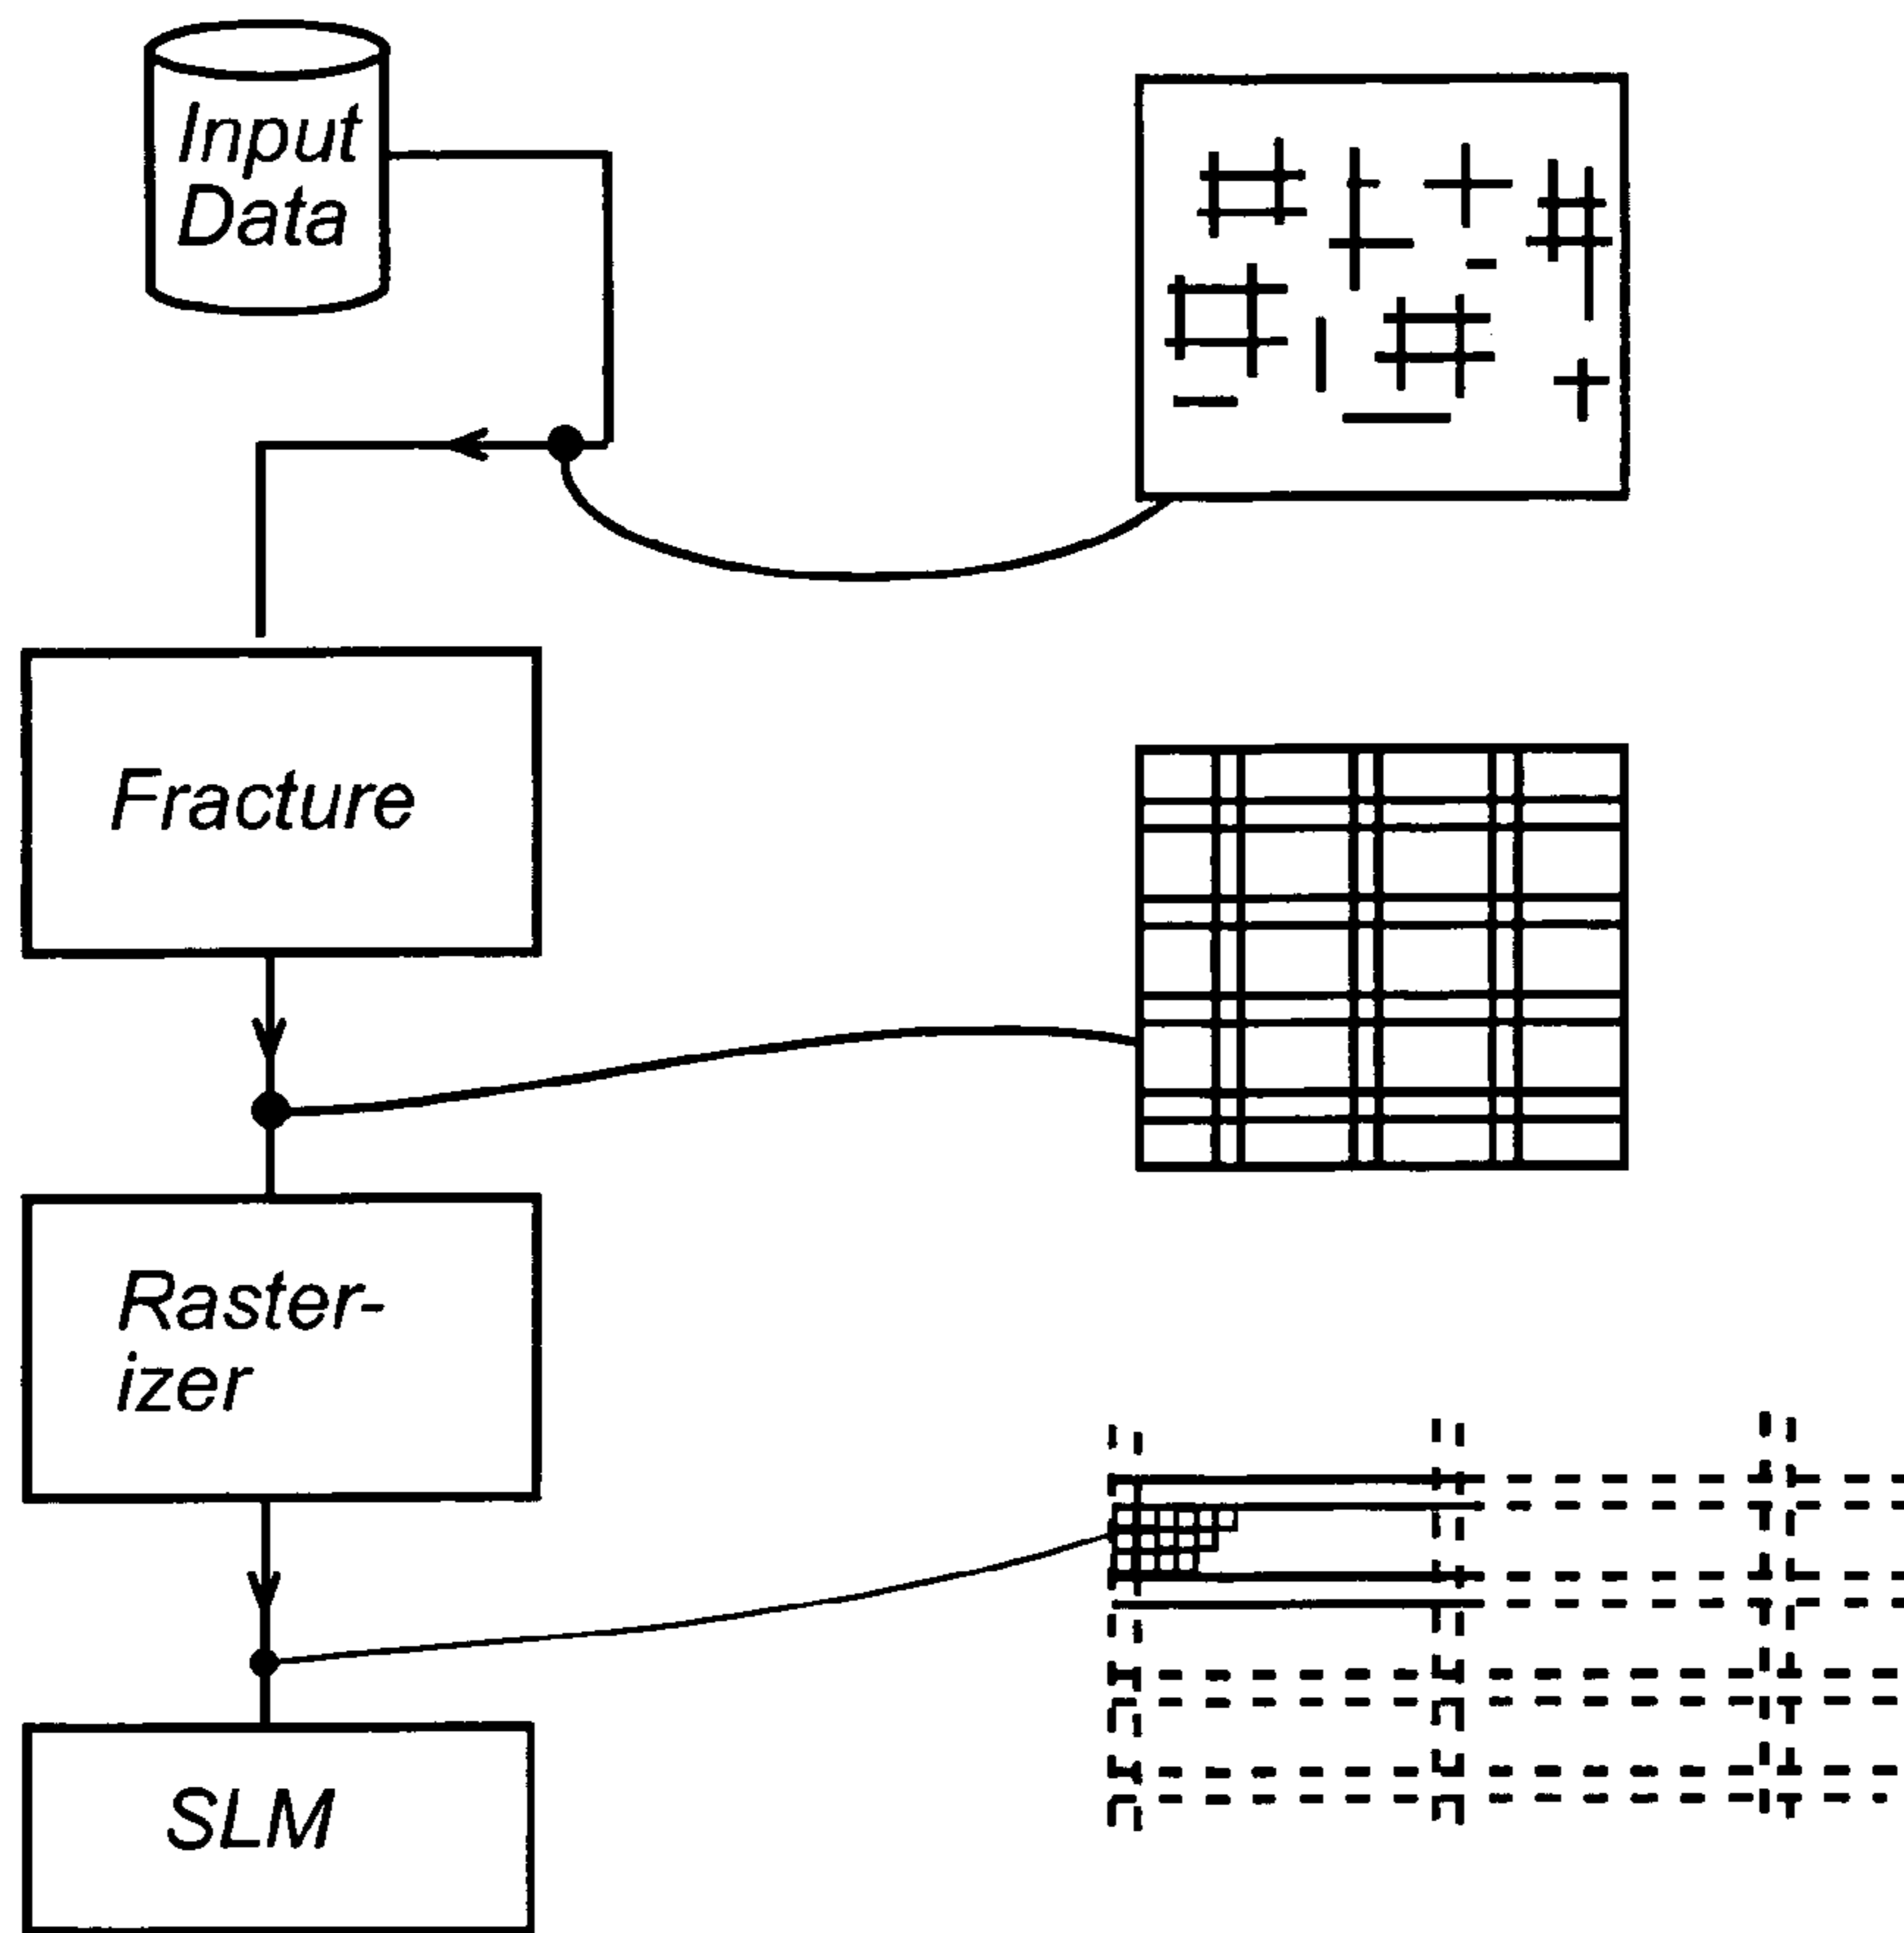 Input
Data
Fracture
Raster-
izer
SLM